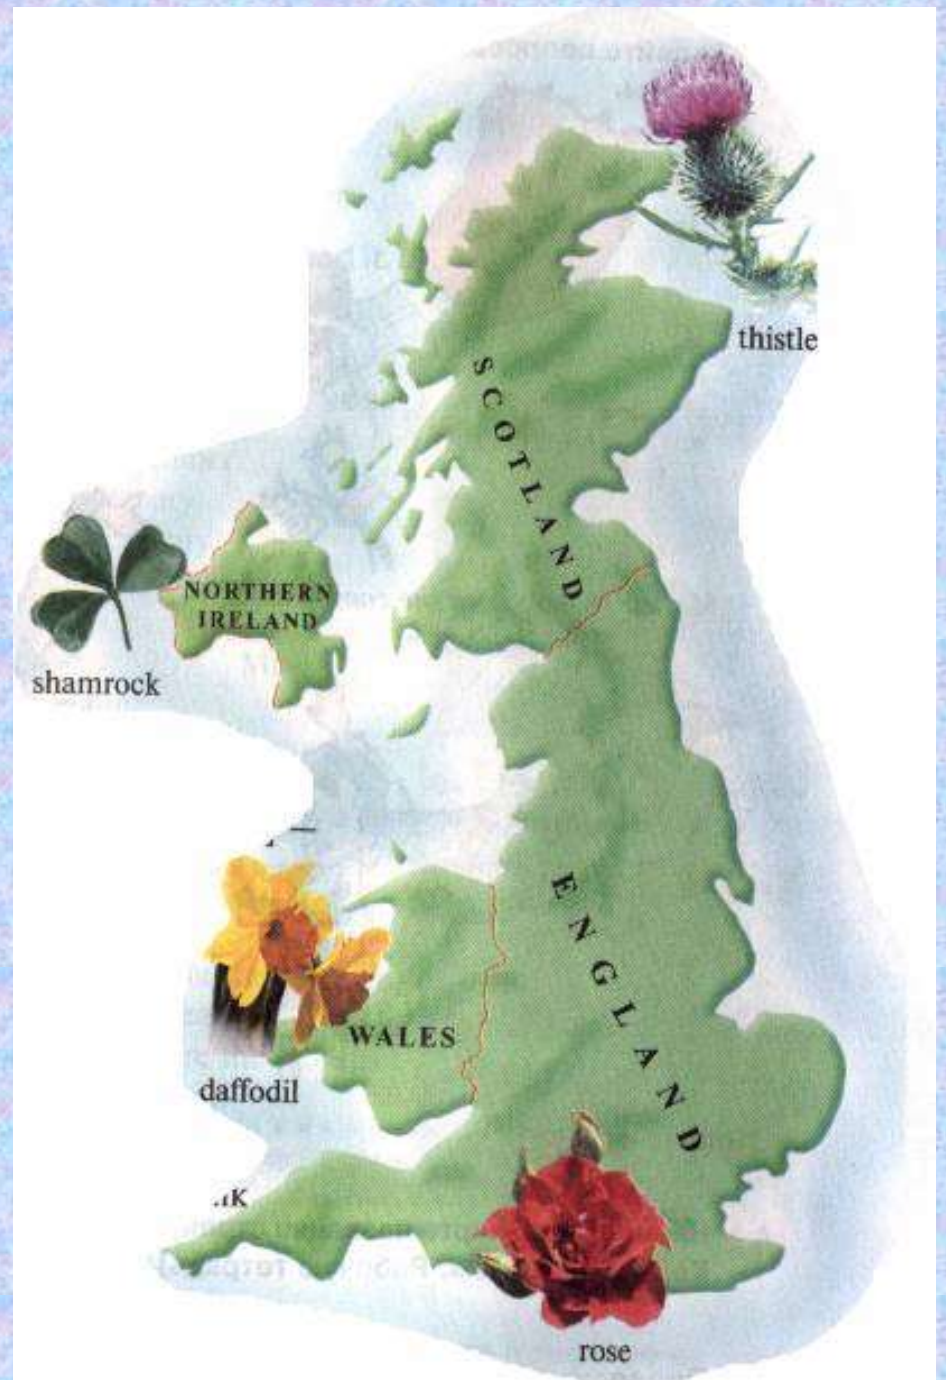 thistle
SCOTLAND
NORTHERN
IRELAND
shamrock
ENGLAND
WALES
daffodil
rose